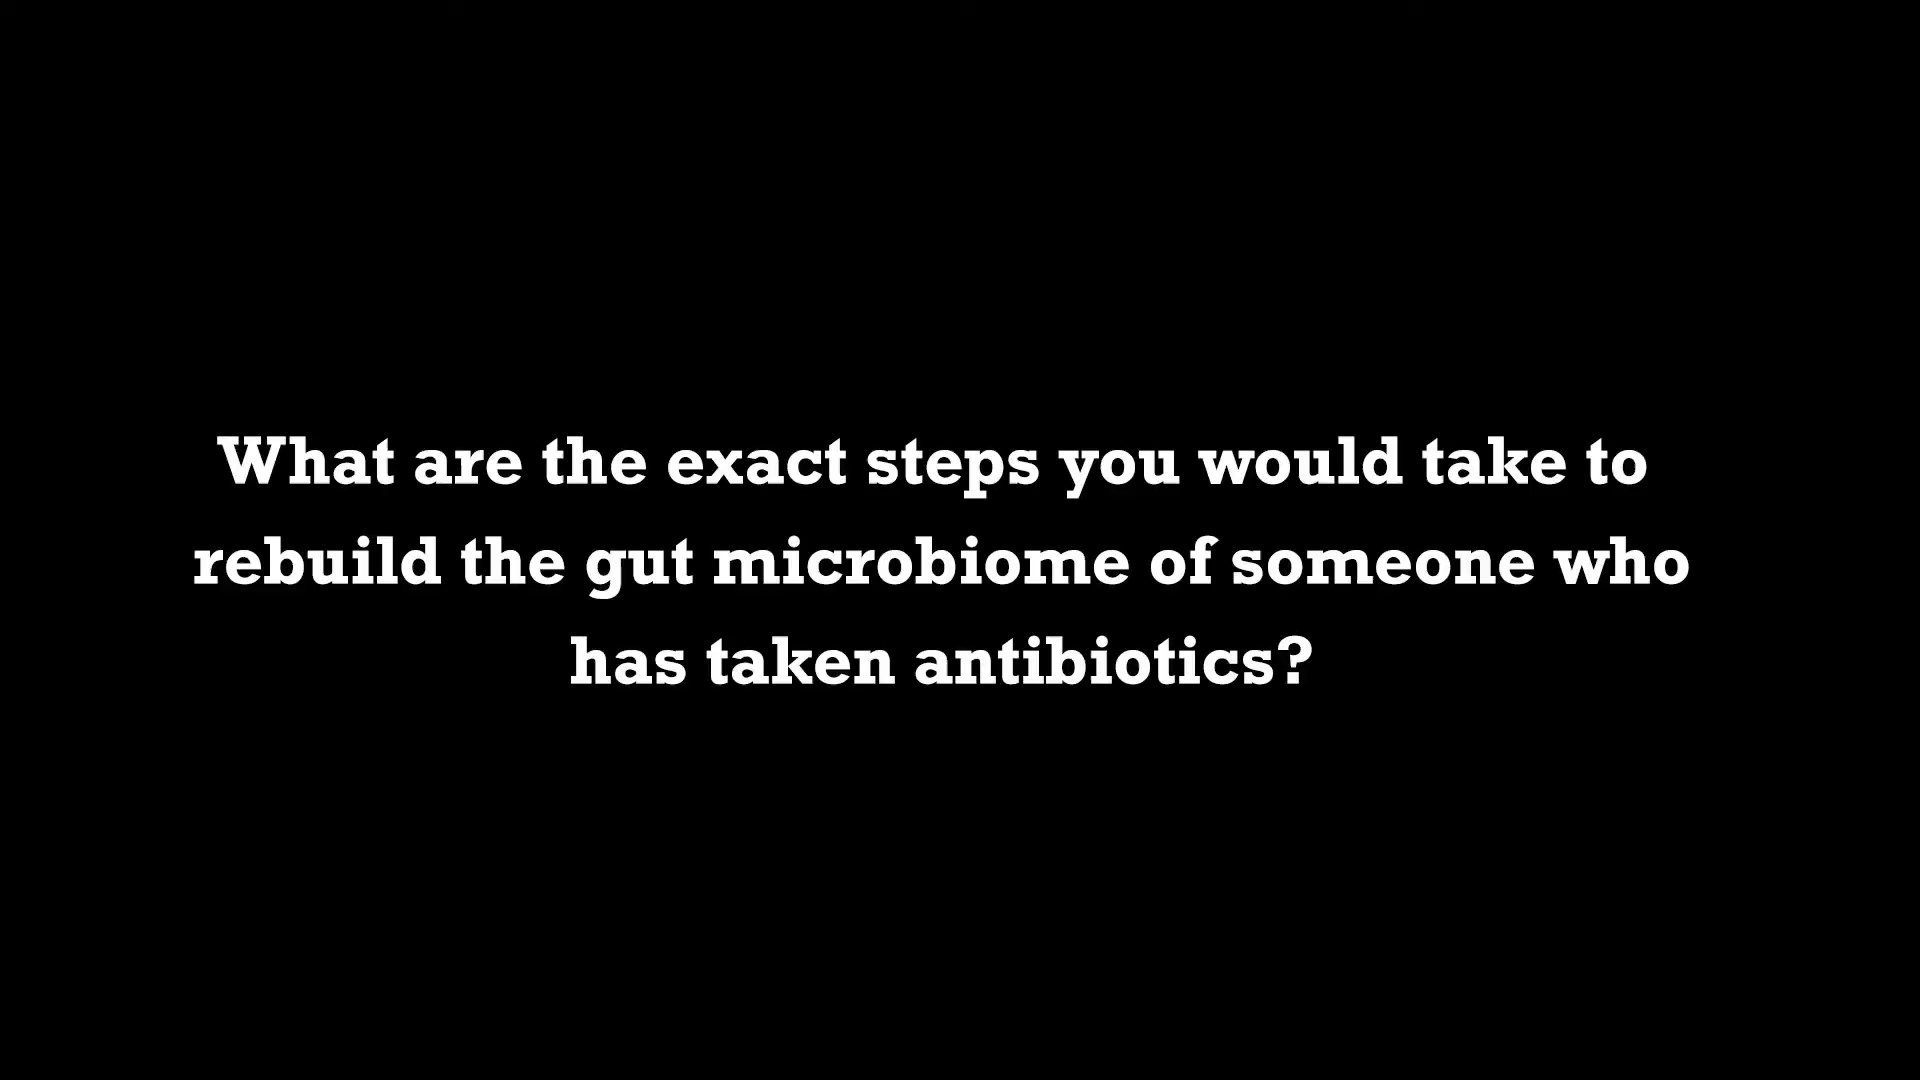 What are the exact steps you would take to
rebuild the gut microbiome of someone who
has taken antibiotics?